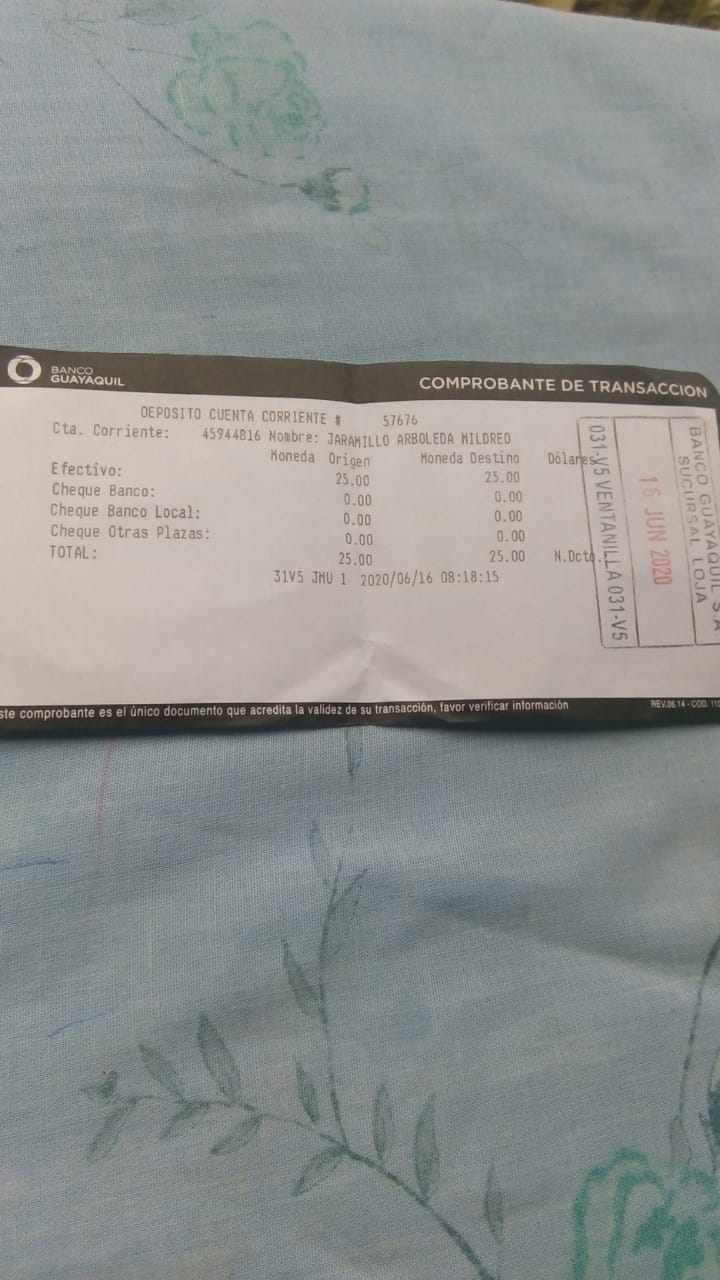 BANCO
GUAYAQUIL
COMPROBANTE DE TRANSACCION
DEPOSITO CUENTA CORRIENTE # 57676
Cta. Corriente: 45944816 Nombre: JARAMILLO ARBOLEDA MILDRED
Moneda Origen Moneda Destino Dólares
Efectivo: 25.00 25.00
Cheque Banco: 0.00 0.00
Cheque Banco Local: 0.00 0.00
Cheque Otras Plazas: 0.00 0.00
TOTAL: 25.00 25.00 N.Dcto.
31V5 JMU 1 2020/06/16 08:18:15
BANCO GUAYAQUIL S.A
SUCURSAL LOJA
16 JUN 2020
031-V5 VENTANILLA 031-V5
ste comprobante es el único documento que acredita la validez de su transacción, favor verificar información
REV.06.14 - COD. 110